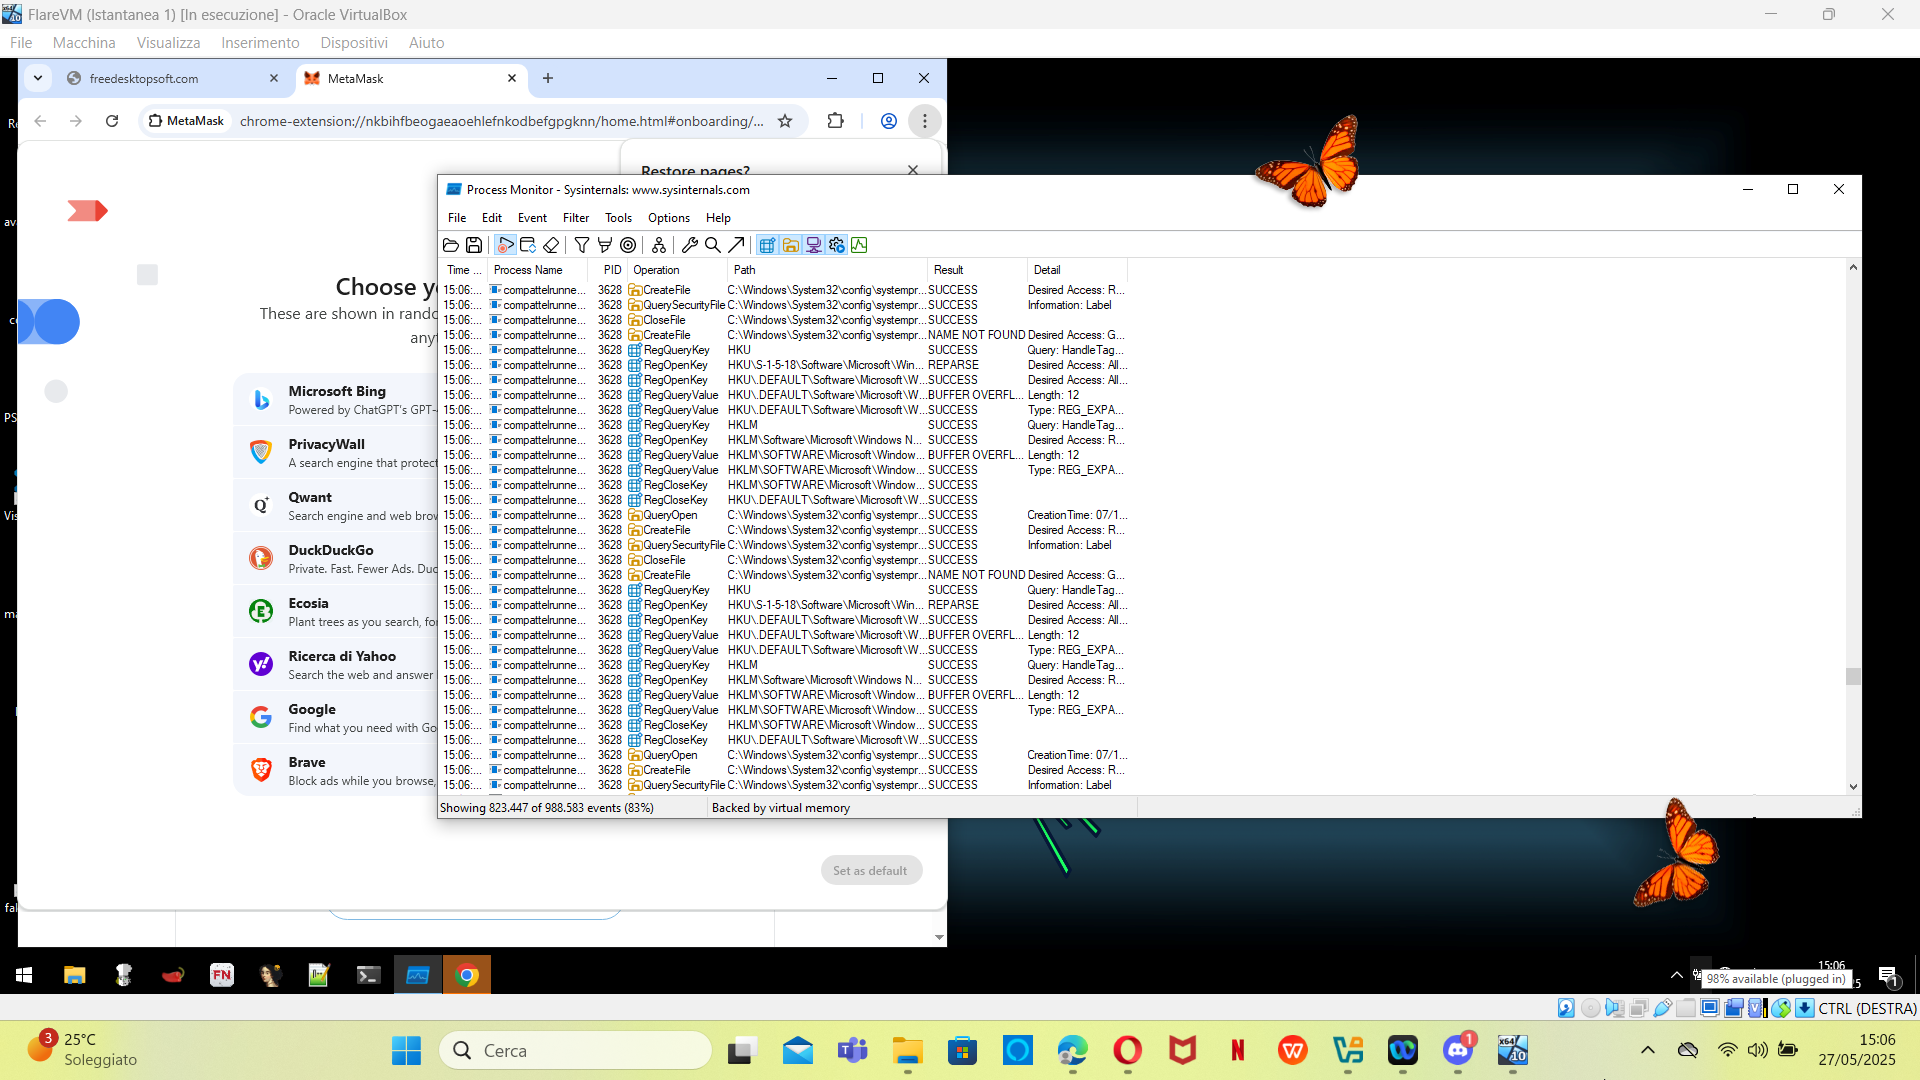 FlareVM (Istantanea 1) [In esecuzione] - Oracle VirtualBox
File Macchina Visualizza Inserimento Dispositivi Aiuto
freedesktopsoft.com
MetaMask
MetaMask chrome-extension://nkbihfbeogaeaoehlefnkodbefgpgknn/home.html#onboarding/...
Restore pages?
Choose
These are shown in
Microsoft Bing
Powered by ChatGPT's
PrivacyWall
A search engine that
Qwant
Search engine and web
DuckDuckGo
Private. Fast. Fewer Ads.
Ecosia
Plant trees as you search,
Ricerca di Yahoo
Search the web and answer
Google
Find what you need with
Brave
Block ads while you browse,
Set as default
Process Monitor - Sysinternals: www.sysinternals.com
File Edit Event Filter Tools Options Help
Time ... Process Name PID Operation Path Result Detail
15:06:... compattelrunne... 3628 CreateFile C:\Windows\System32\config\systempr... SUCCESS Desired Access: R...
15:06:... compattelrunne... 3628 QuerySecurityFile C:\Windows\System32\config\systempr... SUCCESS Information: Label
15:06:... compattelrunne... 3628 CloseFile C:\Windows\System32\config\systempr... SUCCESS
15:06:... compattelrunne... 3628 CreateFile C:\Windows\System32\config\systempr... NAME NOT FOUND Desired Access: G...
15:06:... compattelrunne... 3628 RegQueryKey HKU SUCCESS Query: HandleTag...
15:06:... compattelrunne... 3628 RegOpenKey HKU\S-1-5-18\Software\Microsoft\Win... REPARSE Desired Access: All...
15:06:... compattelrunne... 3628 RegOpenKey HKU\.DEFAULT\Software\Microsoft\W... SUCCESS Desired Access: All...
15:06:... compattelrunne... 3628 RegQueryValue HKU\.DEFAULT\Software\Microsoft\W... BUFFER OVERFL... Length: 12
15:06:... compattelrunne... 3628 RegQueryValue HKU\.DEFAULT\Software\Microsoft\W... SUCCESS Type: REG_EXPA...
15:06:... compattelrunne... 3628 RegQueryKey HKLM SUCCESS Query: HandleTag...
15:06:... compattelrunne... 3628 RegOpenKey HKLM\Software\Microsoft\Windows N... SUCCESS Desired Access: R...
15:06:... compattelrunne... 3628 RegQueryValue HKLM\SOFTWARE\Microsoft\Window... BUFFER OVERFL... Length: 12
15:06:... compattelrunne... 3628 RegQueryValue HKLM\SOFTWARE\Microsoft\Window... SUCCESS Type: REG_EXPA...
15:06:... compattelrunne... 3628 RegCloseKey HKLM\SOFTWARE\Microsoft\Window... SUCCESS
15:06:... compattelrunne... 3628 RegCloseKey HKU\.DEFAULT\Software\Microsoft\W... SUCCESS
15:06:... compattelrunne... 3628 QueryOpen C:\Windows\System32\config\systempr... SUCCESS CreationTime: 07/1...
15:06:... compattelrunne... 3628 CreateFile C:\Windows\System32\config\systempr... SUCCESS Desired Access: R...
15:06:... compattelrunne... 3628 QuerySecurityFile C:\Windows\System32\config\systempr... SUCCESS Information: Label
15:06:... compattelrunne... 3628 CloseFile C:\Windows\System32\config\systempr... SUCCESS
15:06:... compattelrunne... 3628 CreateFile C:\Windows\System32\config\systempr... NAME NOT FOUND Desired Access: G...
15:06:... compattelrunne... 3628 RegQueryKey HKU SUCCESS Query: HandleTag...
15:06:... compattelrunne... 3628 RegOpenKey HKU\S-1-5-18\Software\Microsoft\Win... REPARSE Desired Access: All...
15:06:... compattelrunne... 3628 RegOpenKey HKU\.DEFAULT\Software\Microsoft\W... SUCCESS Desired Access: All...
15:06:... compattelrunne... 3628 RegQueryValue HKU\.DEFAULT\Software\Microsoft\W... BUFFER OVERFL... Length: 12
15:06:... compattelrunne... 3628 RegQueryValue HKU\.DEFAULT\Software\Microsoft\W... SUCCESS Type: REG_EXPA...
15:06:... compattelrunne... 3628 RegQueryKey HKLM SUCCESS Query: HandleTag...
15:06:... compattelrunne... 3628 RegOpenKey HKLM\Software\Microsoft\Windows N... SUCCESS Desired Access: R...
15:06:... compattelrunne... 3628 RegQueryValue HKLM\SOFTWARE\Microsoft\Window... BUFFER OVERFL... Length: 12
15:06:... compattelrunne... 3628 RegQueryValue HKLM\SOFTWARE\Microsoft\Window... SUCCESS Type: REG_EXPA...
15:06:... compattelrunne... 3628 RegCloseKey HKLM\SOFTWARE\Microsoft\Window... SUCCESS
15:06:... compattelrunne... 3628 RegCloseKey HKU\.DEFAULT\Software\Microsoft\W... SUCCESS
15:06:... compattelrunne... 3628 QueryOpen C:\Windows\System32\config\systempr... SUCCESS CreationTime: 07/1...
15:06:... compattelrunne... 3628 CreateFile C:\Windows\System32\config\systempr... SUCCESS Desired Access: R...
15:06:... compattelrunne... 3628 QuerySecurityFile C:\Windows\System32\config\systempr... SUCCESS Information: Label
Showing 823.447 of 988.583 events (83%) Backed by virtual memory
FN
15:06
98% available (plugged in)
1
CTRL (DESTRA)
3
25°C
Soleggiato
Cerca
1
x64
10
15:06
27/05/2025